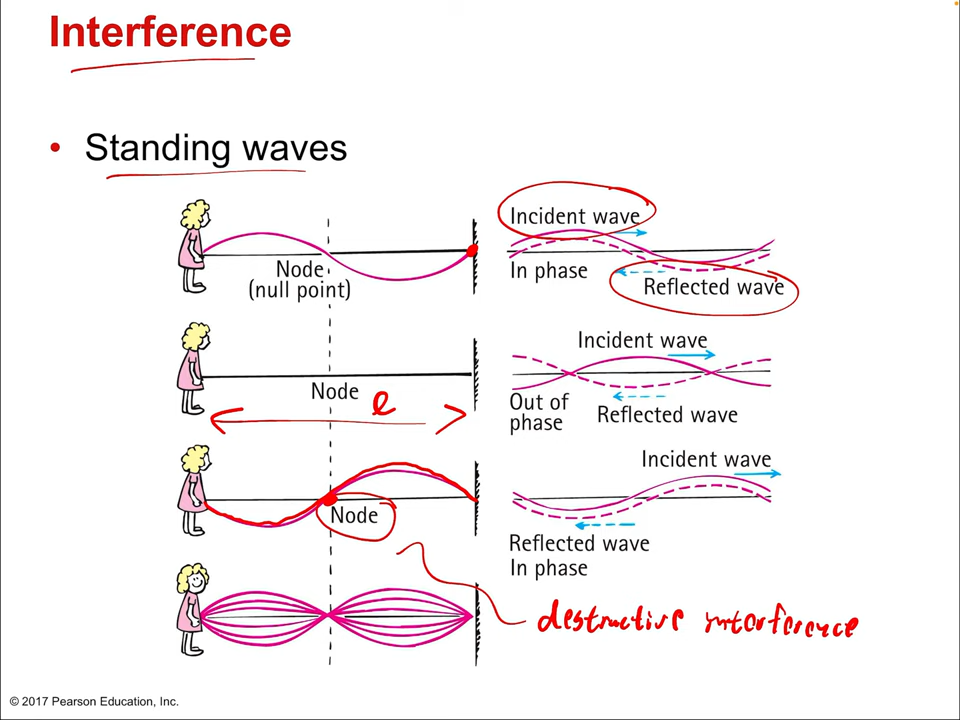 Interference
• Standing waves
Incident wave
Node
(null point)
In phase
Reflected wave
Incident wave
Node
Out of
phase
Reflected wave
l
Incident wave
Node
Reflected wave
In phase
destructive interference
© 2017 Pearson Education, Inc.